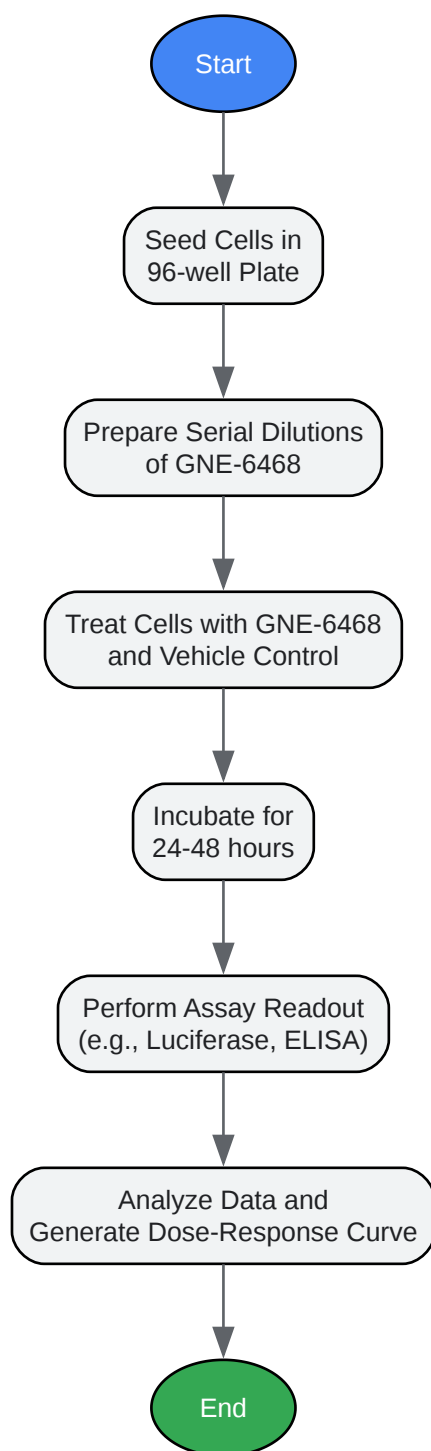 Start
Seed Cells in
96-well Plate
Prepare Serial Dilutions
of GNE-6468
Treat Cells with GNE-6468
and Vehicle Control
Incubate for
24-48 hours
Perform Assay Readout
(e.g., Luciferase, ELISA)
Analyze Data and
Generate Dose-Response Curve
End